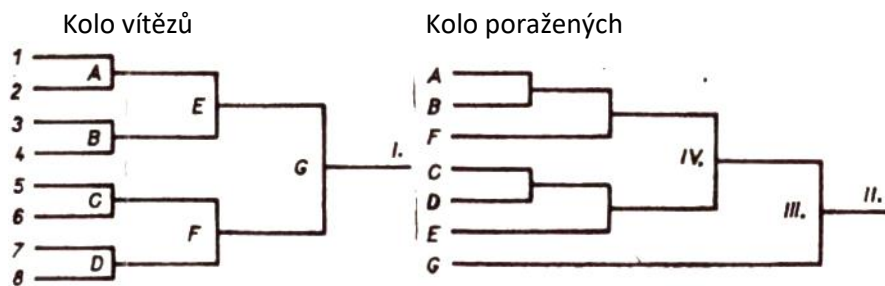 Kolo vítězů
Kolo poražených
1
A
2
E
3
B
4
G
I.
5
C
6
F
7
D
8
A
B
F
IV.
C
D
III.
II.
E
G